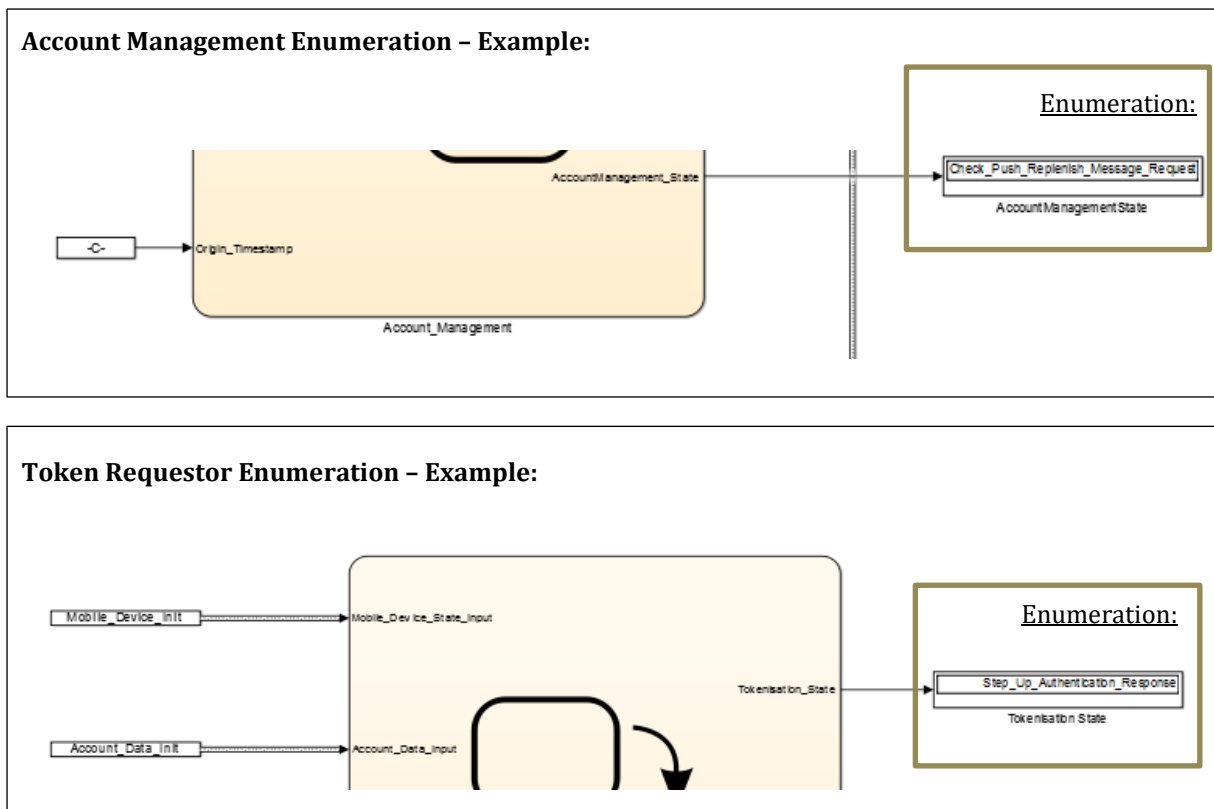 Account Management Enumeration – Example:
Enumeration:
Check_Push_Replenish_Message_Request
AccountManagement_State
AccountManagementState
-C-
Origin_Timestamp
Account_Management
Token Requestor Enumeration – Example:
Enumeration:
Mobile_Device_Init
Mobile_Device_State_Input
Step_Up_Authentication_Response
Tokenisation_State
Tokenisation State
Account_Data_Init
Account_Data_Input